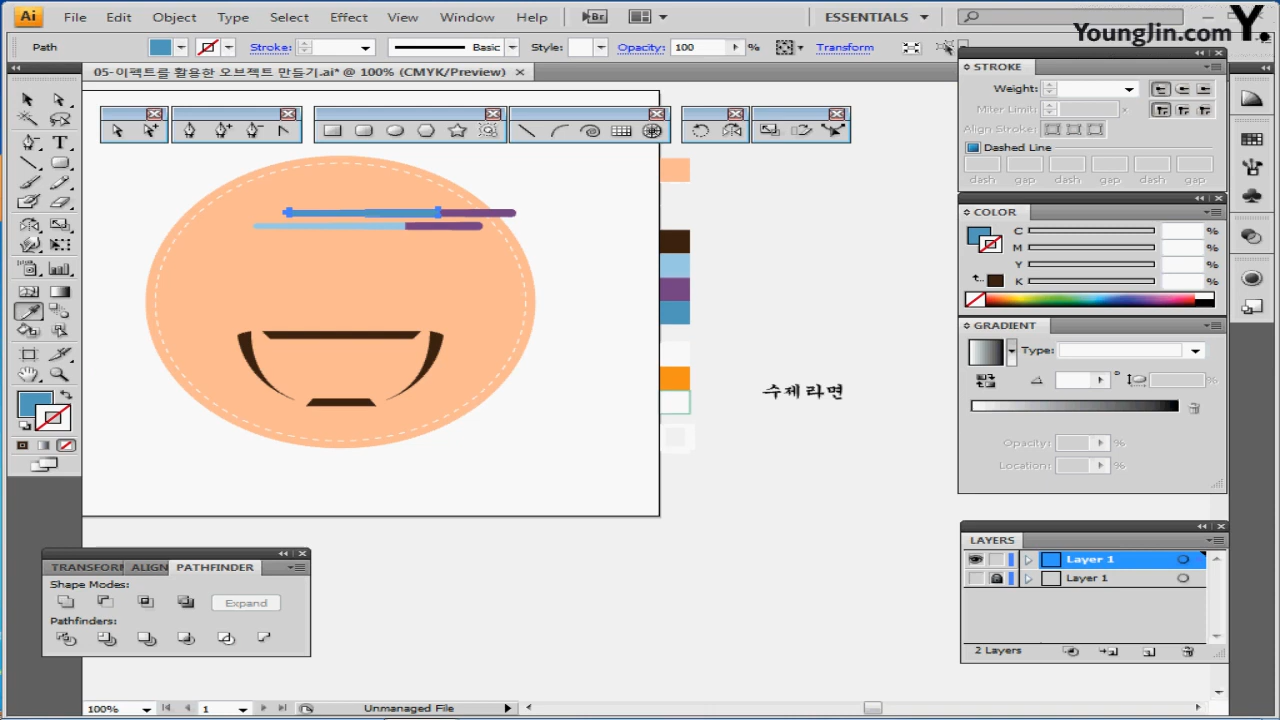 Ai File Edit Object Type Select Effect View Window Help Br ESSENTIALS
YoungJin.com Y.
Path Stroke: Basic Style: Opacity: 100 % Transform
05-이펙트를 활용한 오브젝트 만들기.ai* @ 100% (CMYK/Preview) ×
STROKE
Weight:
Miter Limit: x
Align Stroke:
Dashed Line
dash gap dash gap dash gap
COLOR
C %
M %
Y %
K %
GRADIENT
Type:
°
%
Opacity: %
Location: %
수제라면
LAYERS
Layer 1
Layer 1
2 Layers
TRANSFORM ALIGN PATHFINDER
Shape Modes:
Expand
Pathfinders:
100% 1 Unmanaged File